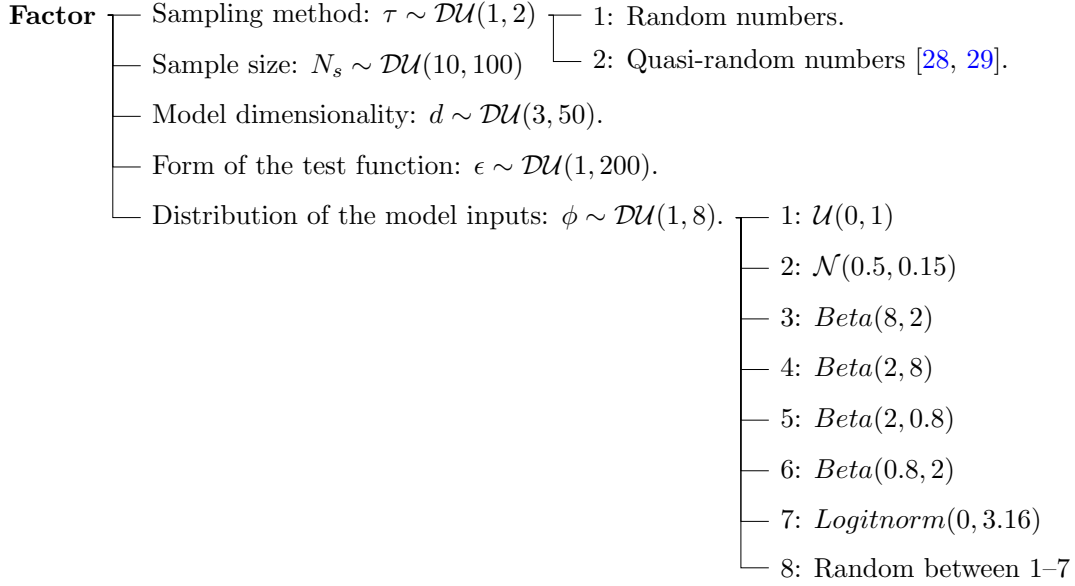 Factor Sampling method: τ ∼ 𝒟𝒰(1, 2) 1: Random numbers.
Sample size: Nₛ ∼ 𝒟𝒰(10, 100) 2: Quasi-random numbers [28, 29].
Model dimensionality: d ∼ 𝒟𝒰(3, 50).
Form of the test function: ϵ ∼ 𝒟𝒰(1, 200).
Distribution of the model inputs: ϕ ∼ 𝒟𝒰(1, 8). 1: 𝒰(0, 1)
2: 𝒩(0.5, 0.15)
3: Beta(8, 2)
4: Beta(2, 8)
5: Beta(2, 0.8)
6: Beta(0.8, 2)
7: Logitnorm(0, 3.16)
8: Random between 1–7